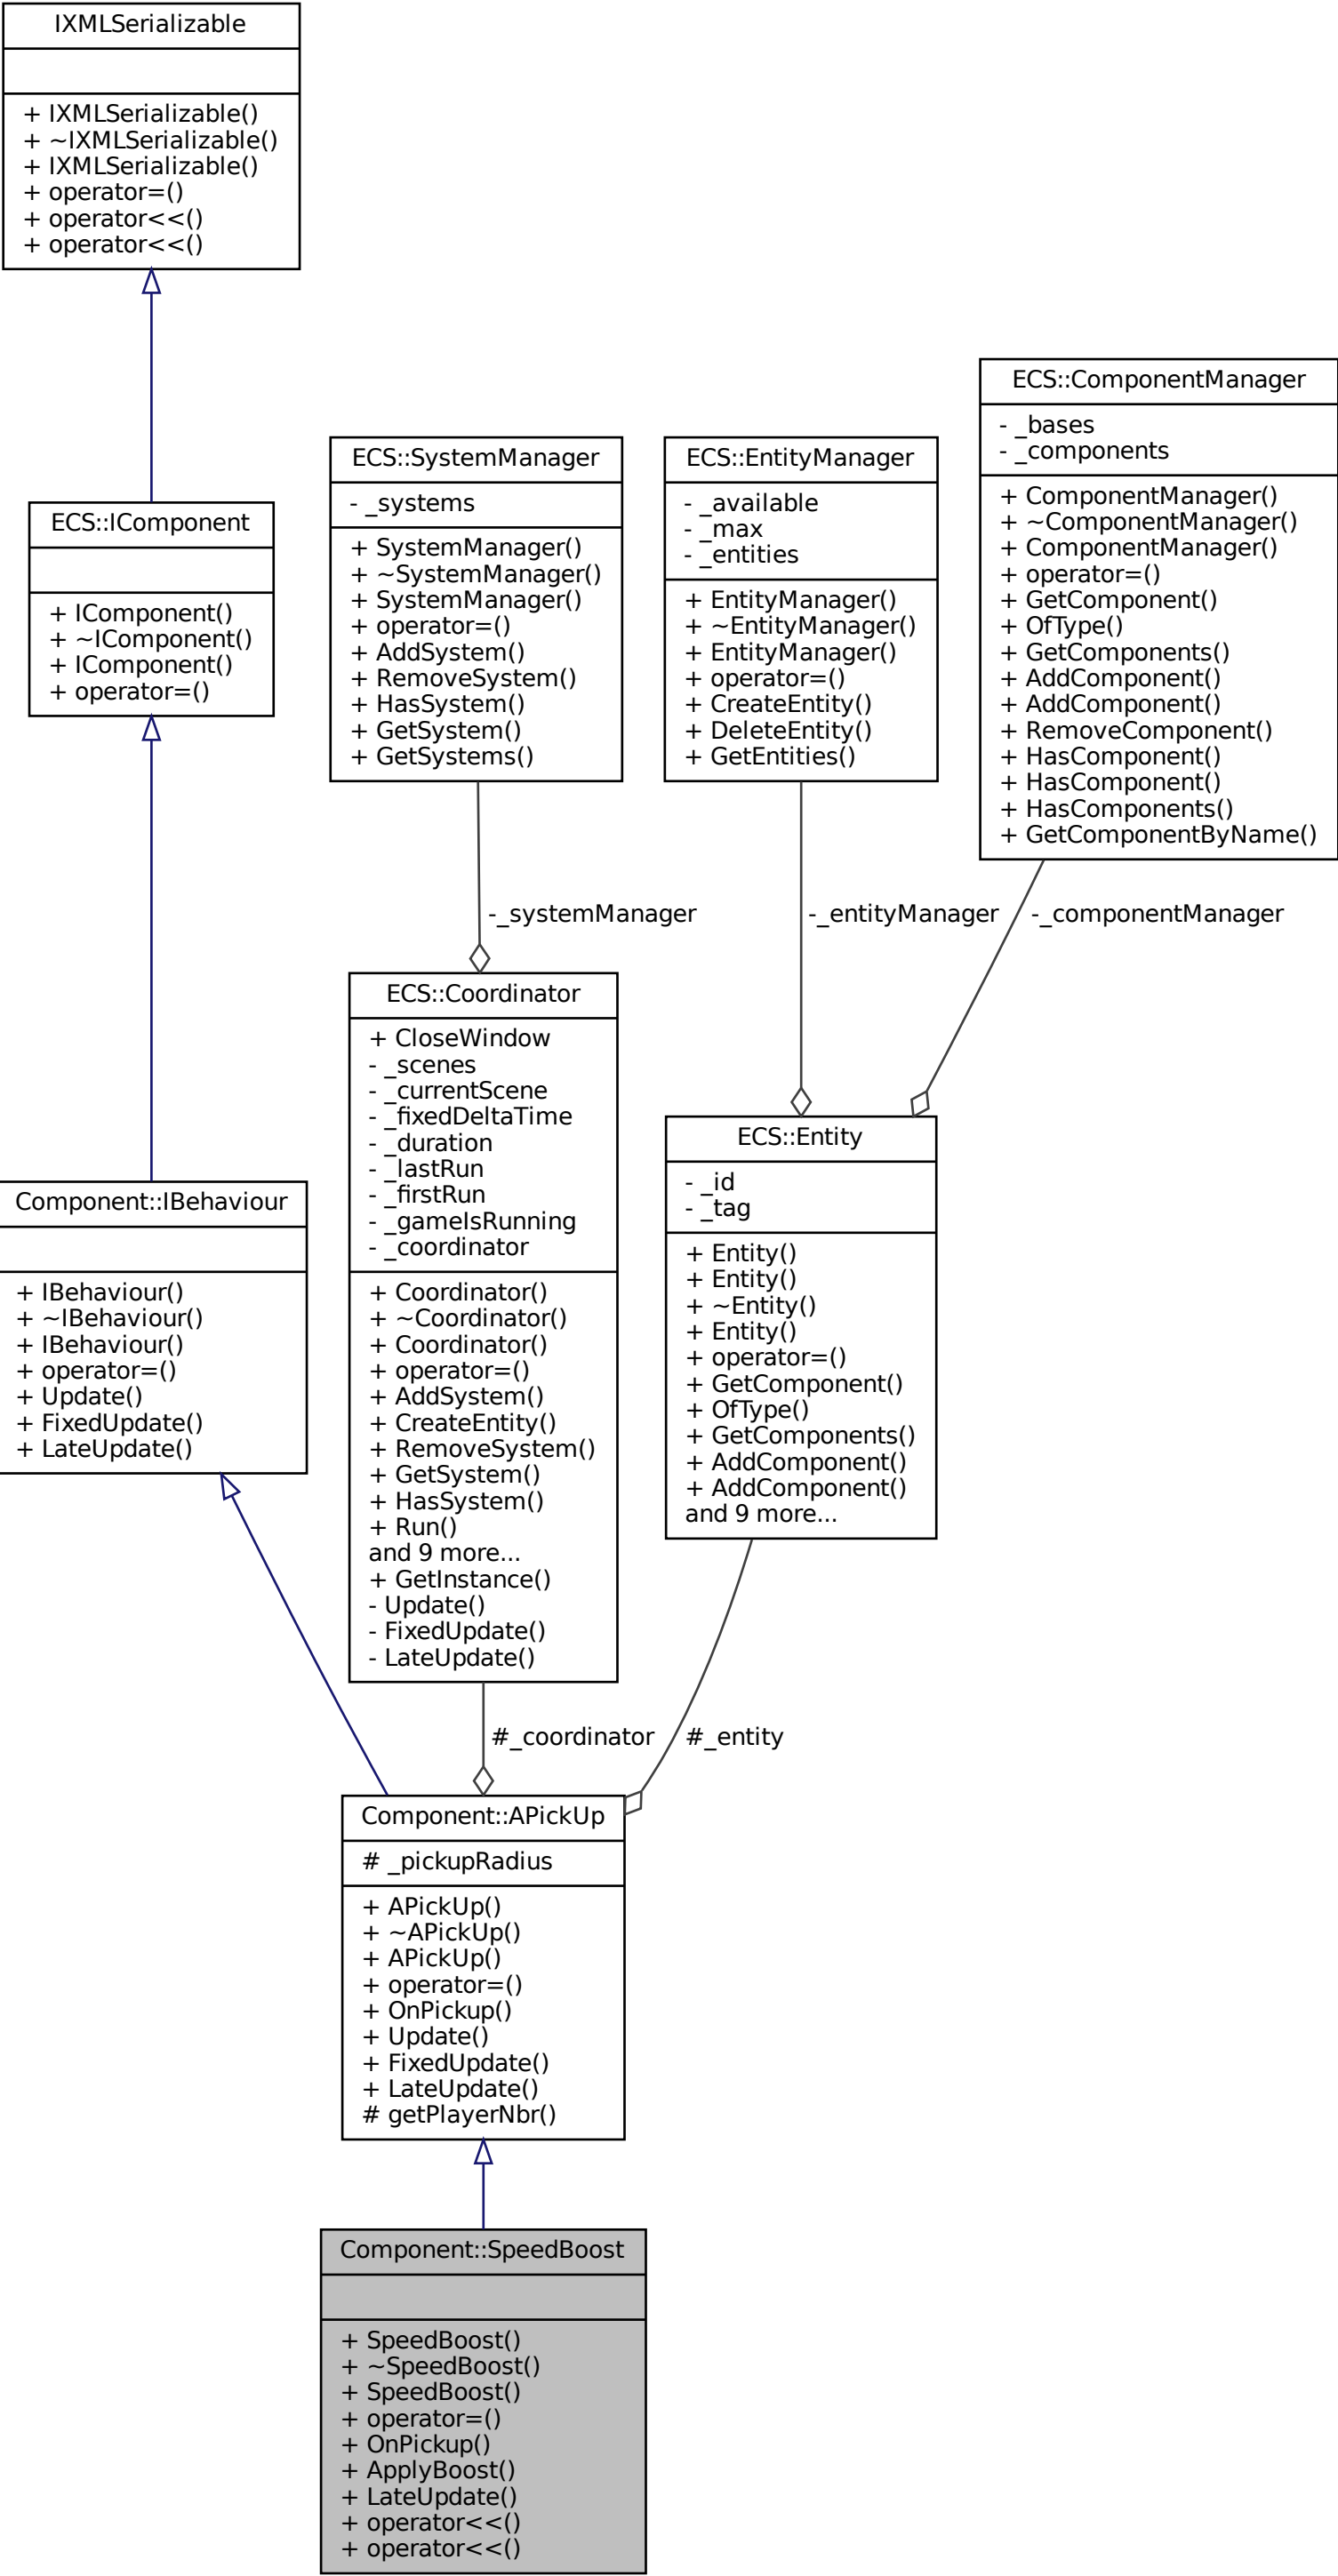 IXMLSerializable
+ IXMLSerializable()
+ ~IXMLSerializable()
+ IXMLSerializable()
+ operator=()
+ operator<<()
+ operator<<()
ECS::ComponentManager
- _bases
- _components
+ ComponentManager()
+ ~ComponentManager()
+ ComponentManager()
+ operator=()
+ GetComponent()
+ OfType()
+ GetComponents()
+ AddComponent()
+ AddComponent()
+ RemoveComponent()
+ HasComponent()
+ HasComponent()
+ HasComponents()
+ GetComponentByName()
ECS::SystemManager
- _systems
+ SystemManager()
+ ~SystemManager()
+ SystemManager()
+ operator=()
+ AddSystem()
+ RemoveSystem()
+ HasSystem()
+ GetSystem()
+ GetSystems()
ECS::EntityManager
- _available
- _max
- _entities
+ EntityManager()
+ ~EntityManager()
+ EntityManager()
+ operator=()
+ CreateEntity()
+ DeleteEntity()
+ GetEntities()
ECS::IComponent
+ IComponent()
+ ~IComponent()
+ IComponent()
+ operator=()
-_systemManager
-_entityManager
-_componentManager
ECS::Coordinator
+ CloseWindow
- _scenes
- _currentScene
- _fixedDeltaTime
- _duration
- _lastRun
- _firstRun
- _gameIsRunning
- _coordinator
+ Coordinator()
+ ~Coordinator()
+ Coordinator()
+ operator=()
+ AddSystem()
+ CreateEntity()
+ RemoveSystem()
+ GetSystem()
+ HasSystem()
+ Run()
and 9 more...
+ GetInstance()
- Update()
- FixedUpdate()
- LateUpdate()
ECS::Entity
- _id
- _tag
+ Entity()
+ Entity()
+ ~Entity()
+ Entity()
+ operator=()
+ GetComponent()
+ OfType()
+ GetComponents()
+ AddComponent()
+ AddComponent()
and 9 more...
Component::IBehaviour
+ IBehaviour()
+ ~IBehaviour()
+ IBehaviour()
+ operator=()
+ Update()
+ FixedUpdate()
+ LateUpdate()
#_coordinator
#_entity
Component::APickUp
# _pickupRadius
+ APickUp()
+ ~APickUp()
+ APickUp()
+ operator=()
+ OnPickup()
+ Update()
+ FixedUpdate()
+ LateUpdate()
# getPlayerNbr()
Component::SpeedBoost
+ SpeedBoost()
+ ~SpeedBoost()
+ SpeedBoost()
+ operator=()
+ OnPickup()
+ ApplyBoost()
+ LateUpdate()
+ operator<<()
+ operator<<()